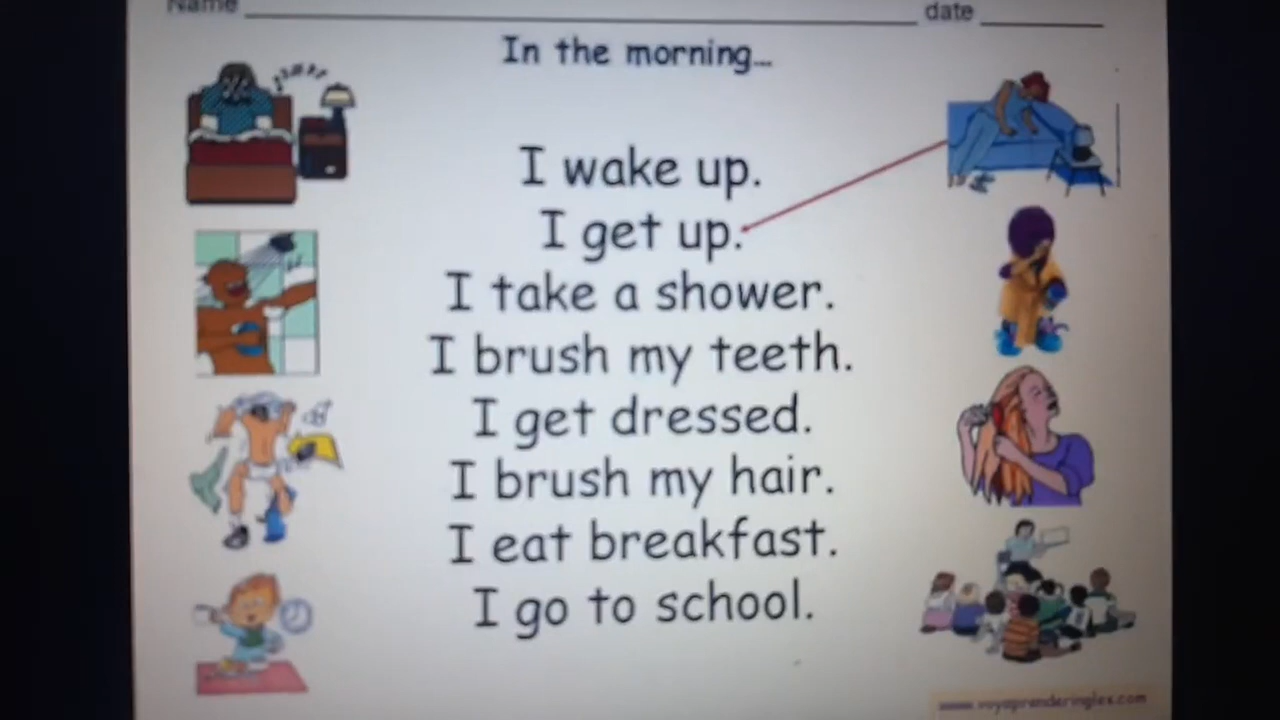 Name date
In the morning...
I wake up.
I get up.
I take a shower.
I brush my teeth.
I get dressed.
I brush my hair.
I eat breakfast.
I go to school.